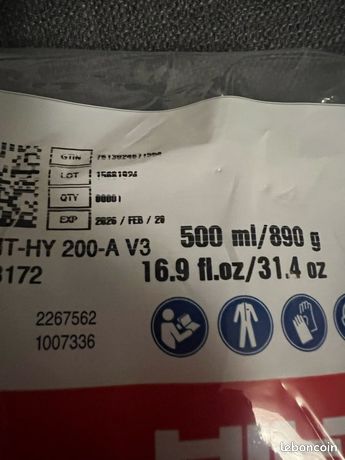 GTIN
LOT
QTY 00001
EXP 2026 / FEB / 20
HIT-HY 200-A V3
500 ml/890 g
3172
16.9 fl.oz/31.4 oz
2267562
1007336
leboncoin